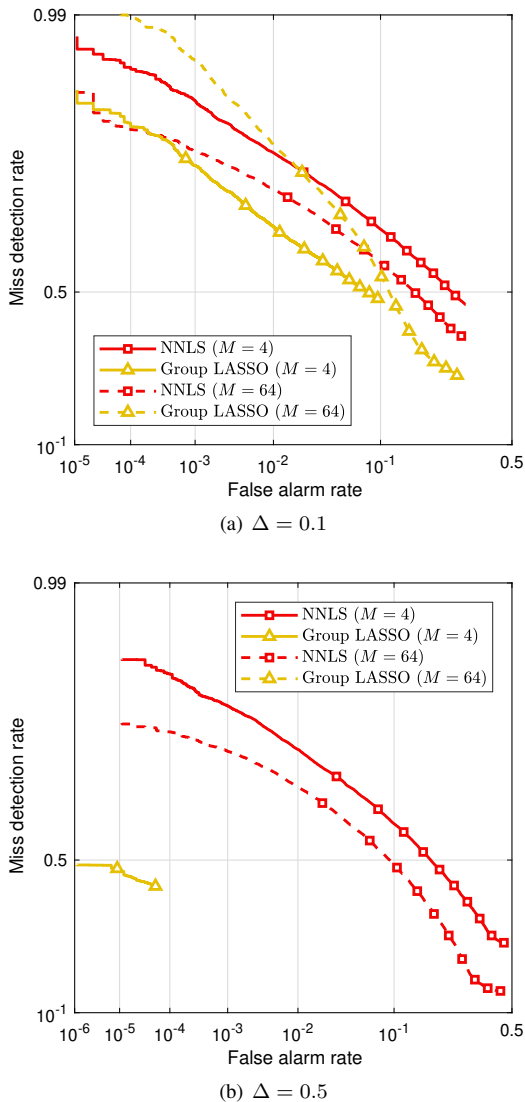 0.99
0.5
10^-1
Miss detection rate
NNLS (M = 4)
Group LASSO (M = 4)
NNLS (M = 64)
Group LASSO (M = 64)
10^-5 10^-4 10^-3 10^-2 10^-1 0.5
False alarm rate
(a) Δ = 0.1
0.99
0.5
10^-1
Miss detection rate
NNLS (M = 4)
Group LASSO (M = 4)
NNLS (M = 64)
Group LASSO (M = 64)
10^-6 10^-5 10^-4 10^-3 10^-2 10^-1 0.5
False alarm rate
(b) Δ = 0.5